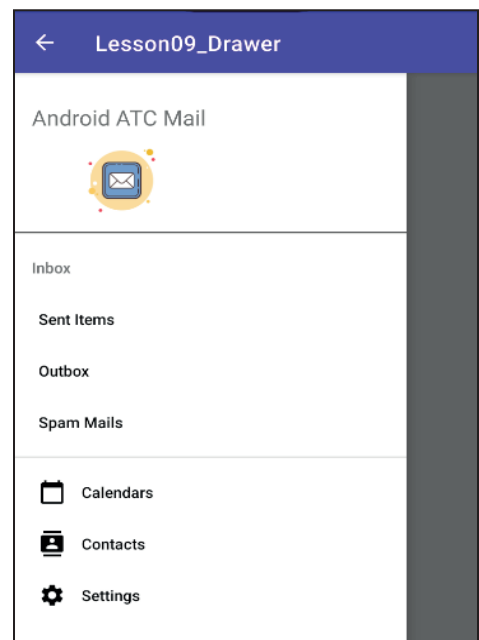 Lesson09_Drawer
Android ATC Mail
Inbox
Sent Items
Outbox
Spam Mails
Calendars
Contacts
Settings